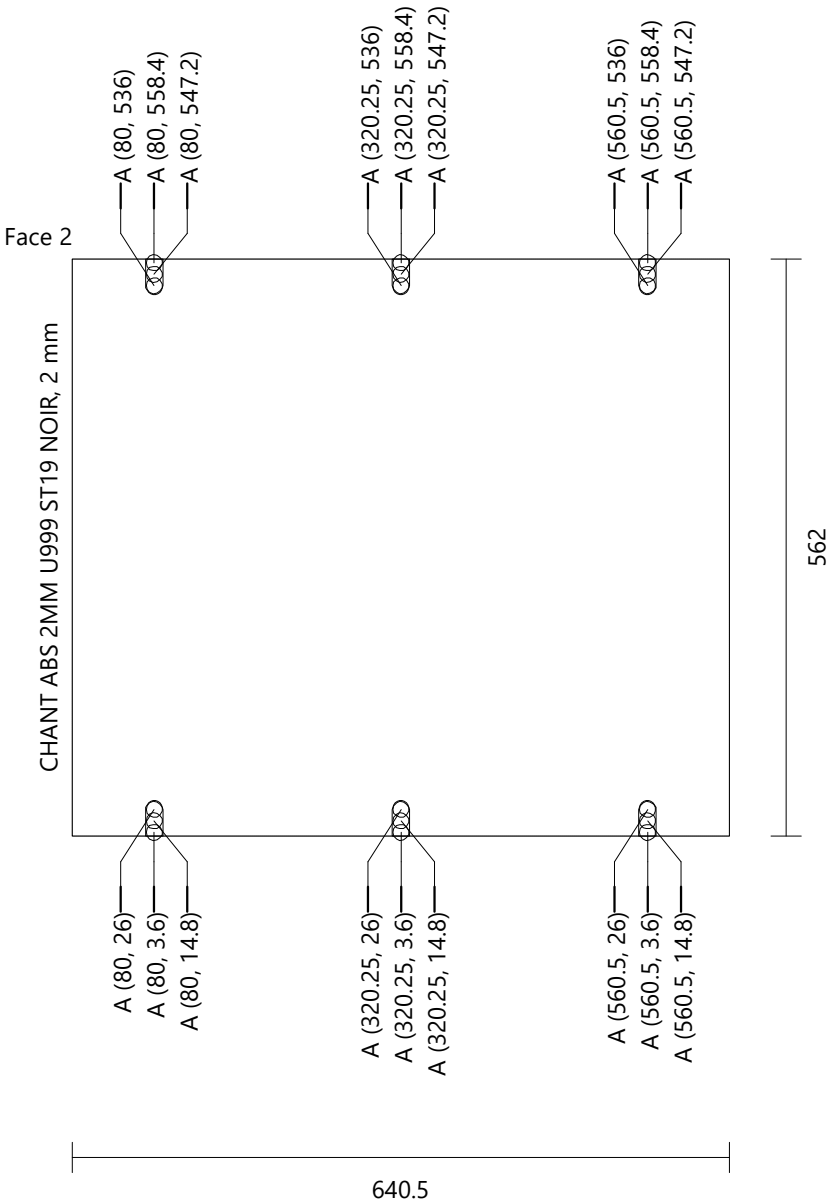 A (80, 536)
A (80, 558.4)
A (80, 547.2)
A (320.25, 536)
A (320.25, 558.4)
A (320.25, 547.2)
A (560.5, 536)
A (560.5, 558.4)
A (560.5, 547.2)
Face 2
CHANT ABS 2MM U999 ST19 NOIR, 2 mm
562
A (80, 26)
A (80, 3.6)
A (80, 14.8)
A (320.25, 26)
A (320.25, 3.6)
A (320.25, 14.8)
A (560.5, 26)
A (560.5, 3.6)
A (560.5, 14.8)
640.5